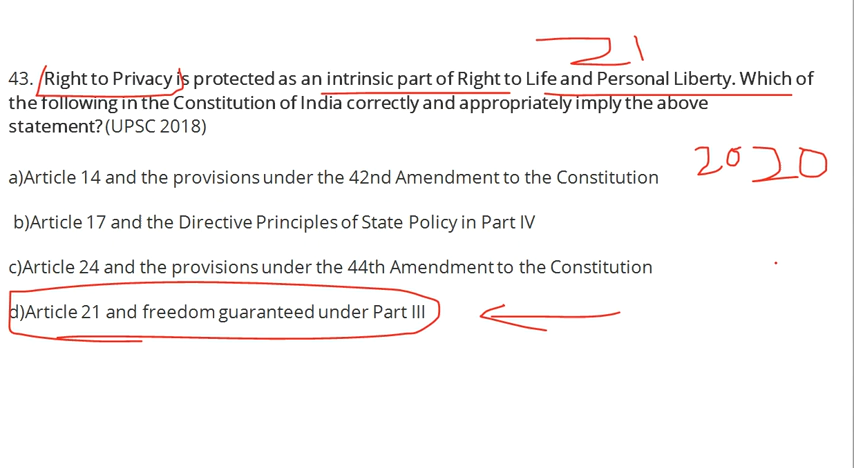 21
43. Right to Privacy is protected as an intrinsic part of Right to Life and Personal Liberty. Which of
the following in the Constitution of India correctly and appropriately imply the above
statement?(UPSC 2018)
2020
a)Article 14 and the provisions under the 42nd Amendment to the Constitution
b)Article 17 and the Directive Principles of State Policy in Part IV
c)Article 24 and the provisions under the 44th Amendment to the Constitution
d)Article 21 and freedom guaranteed under Part III